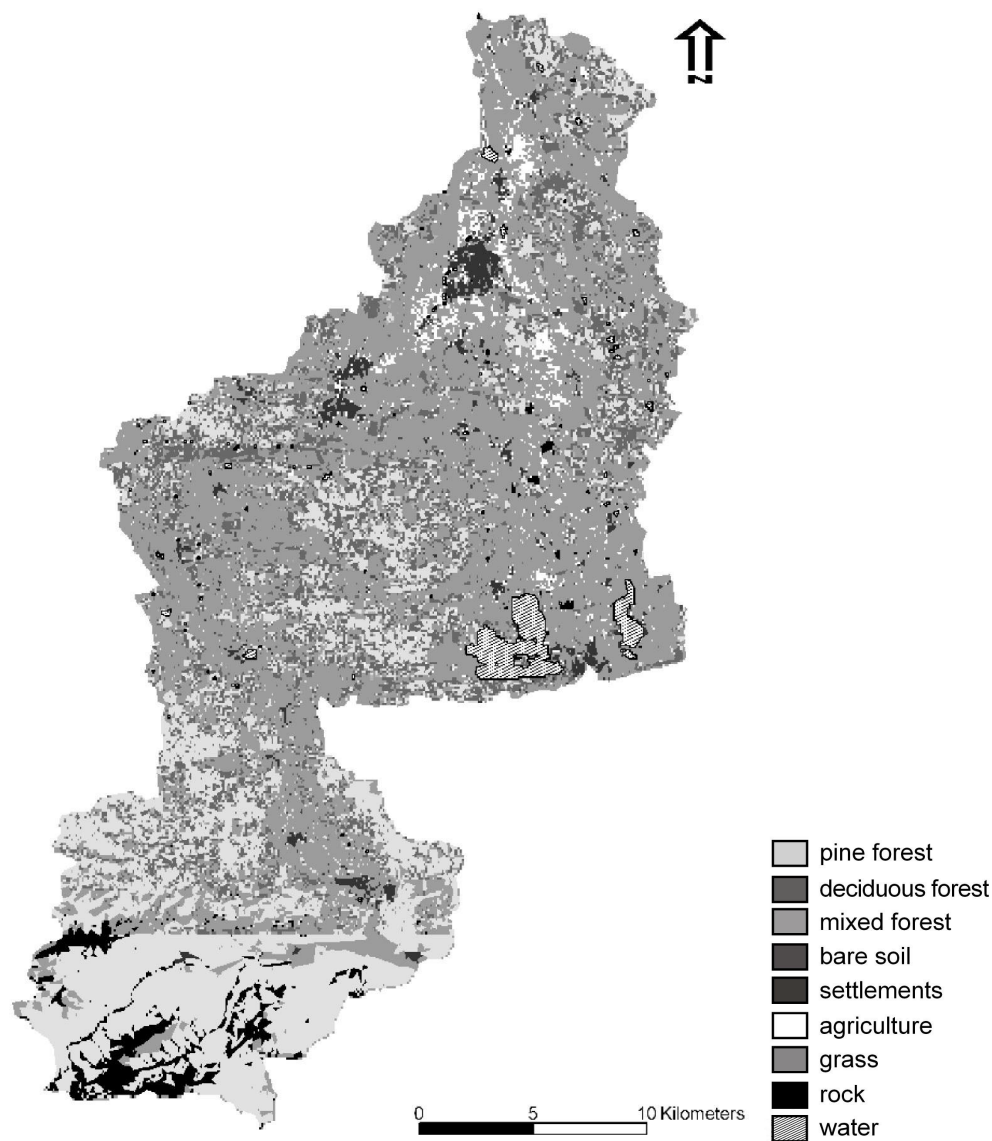 N
pine forest
deciduous forest
mixed forest
bare soil
settlements
agriculture
grass
rock
water
0 5 10 Kilometers